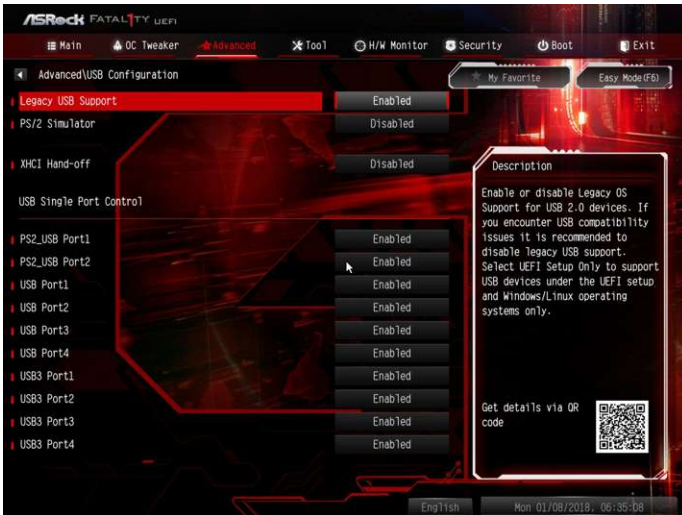 ASRock FATAL1TY UEFI
Main OC Tweaker Advanced Tool H/W Monitor Security Boot Exit
Advanced\USB Configuration
My Favorite Easy Mode(F6)
Legacy USB Support Enabled
PS/2 Simulator Disabled
XHCI Hand-off Disabled
USB Single Port Control
PS2_USB Port1 Enabled
PS2_USB Port2 Enabled
USB Port1 Enabled
USB Port2 Enabled
USB Port3 Enabled
USB Port4 Enabled
USB3 Port1 Enabled
USB3 Port2 Enabled
USB3 Port3 Enabled
USB3 Port4 Enabled
Description
Enable or disable Legacy OS
Support for USB 2.0 devices. If
you encounter USB compatibility
issues it is recommended to
disable legacy USB support.
Select UEFI Setup Only to support
USB devices under the UEFI setup
and Windows/Linux operating
systems only.
Get details via QR
code
English Mon 01/08/2018, 06:35:08